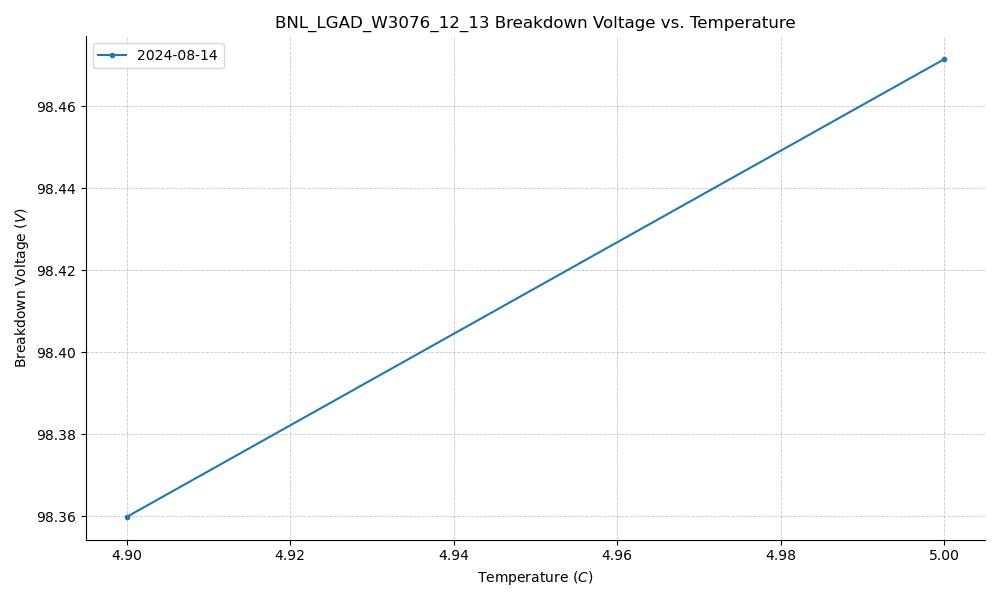 BNL_LGAD_W3076_12_13 Breakdown Voltage vs. Temperature
2024-08-14
Breakdown Voltage (V)
98.46
98.44
98.42
98.40
98.38
98.36
4.90 4.92 4.94 4.96 4.98 5.00
Temperature (C)